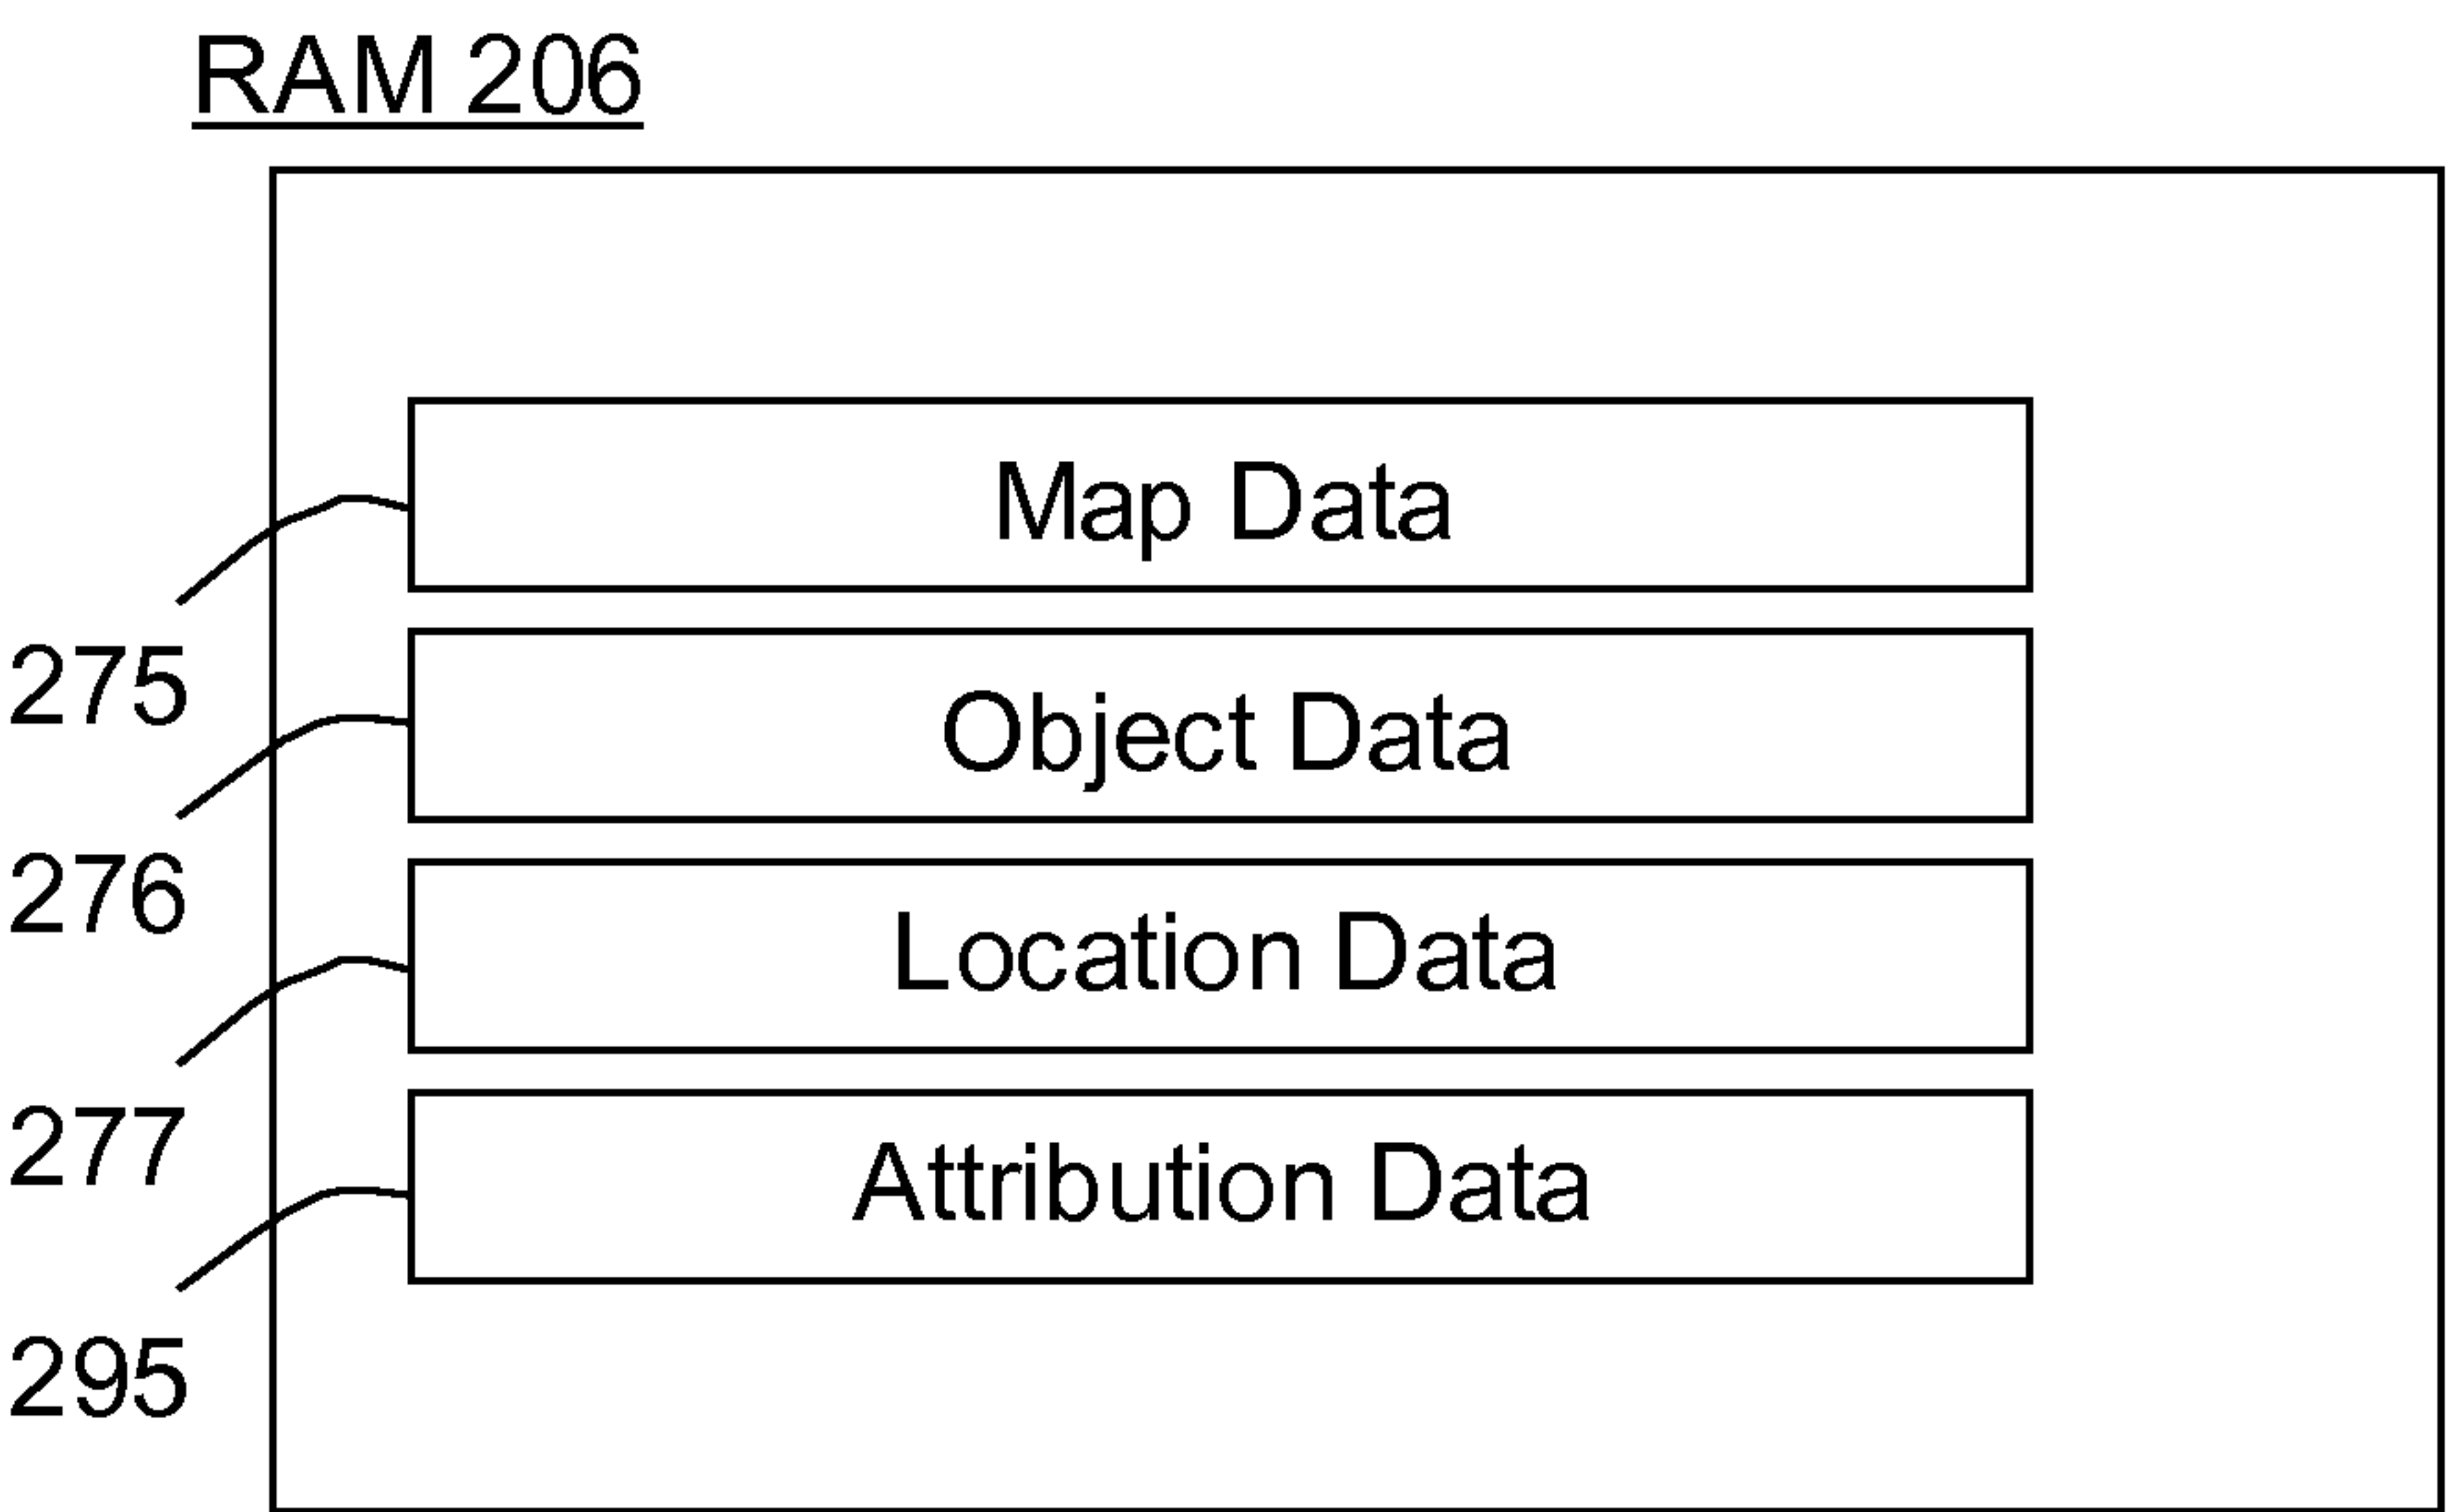 RAM 206
Map Data
275
Object Data
276
Location Data
277
Attribution Data
295